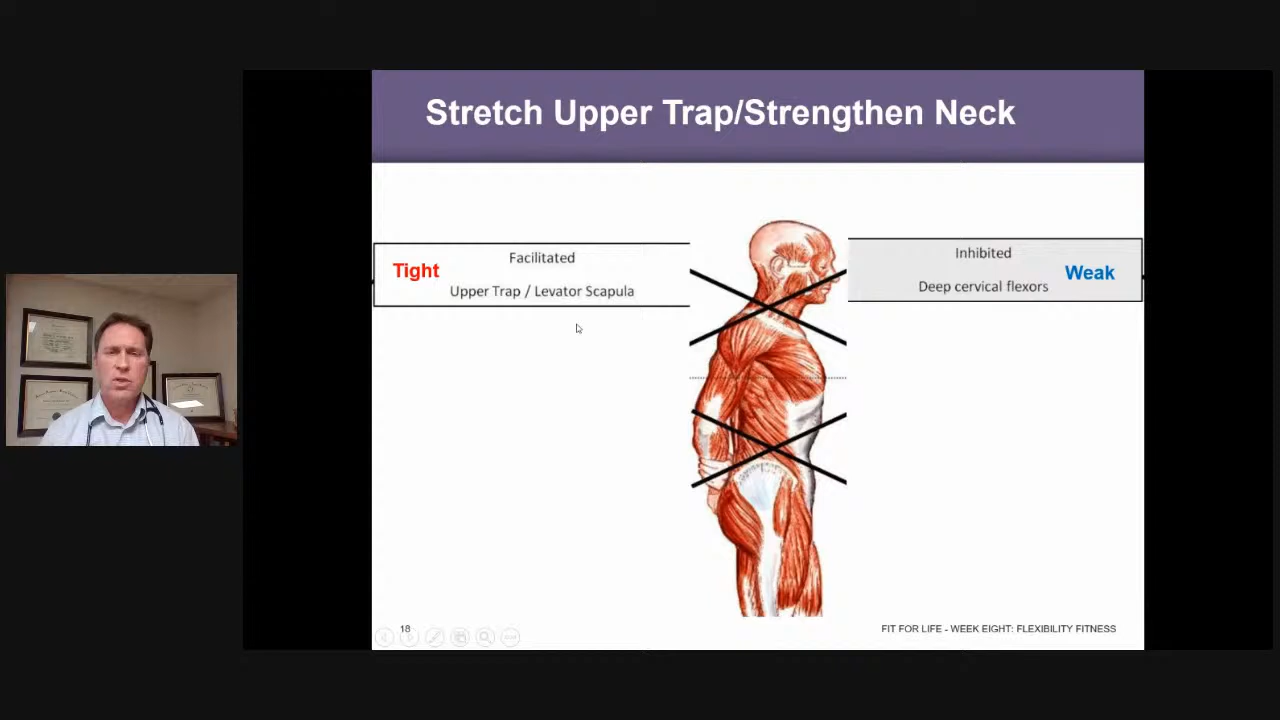 Stretch Upper Trap/Strengthen Neck
Facilitated
Tight
Upper Trap / Levator Scapula
Inhibited
Weak
Deep cervical flexors
18
FIT FOR LIFE - WEEK EIGHT: FLEXIBILITY FITNESS